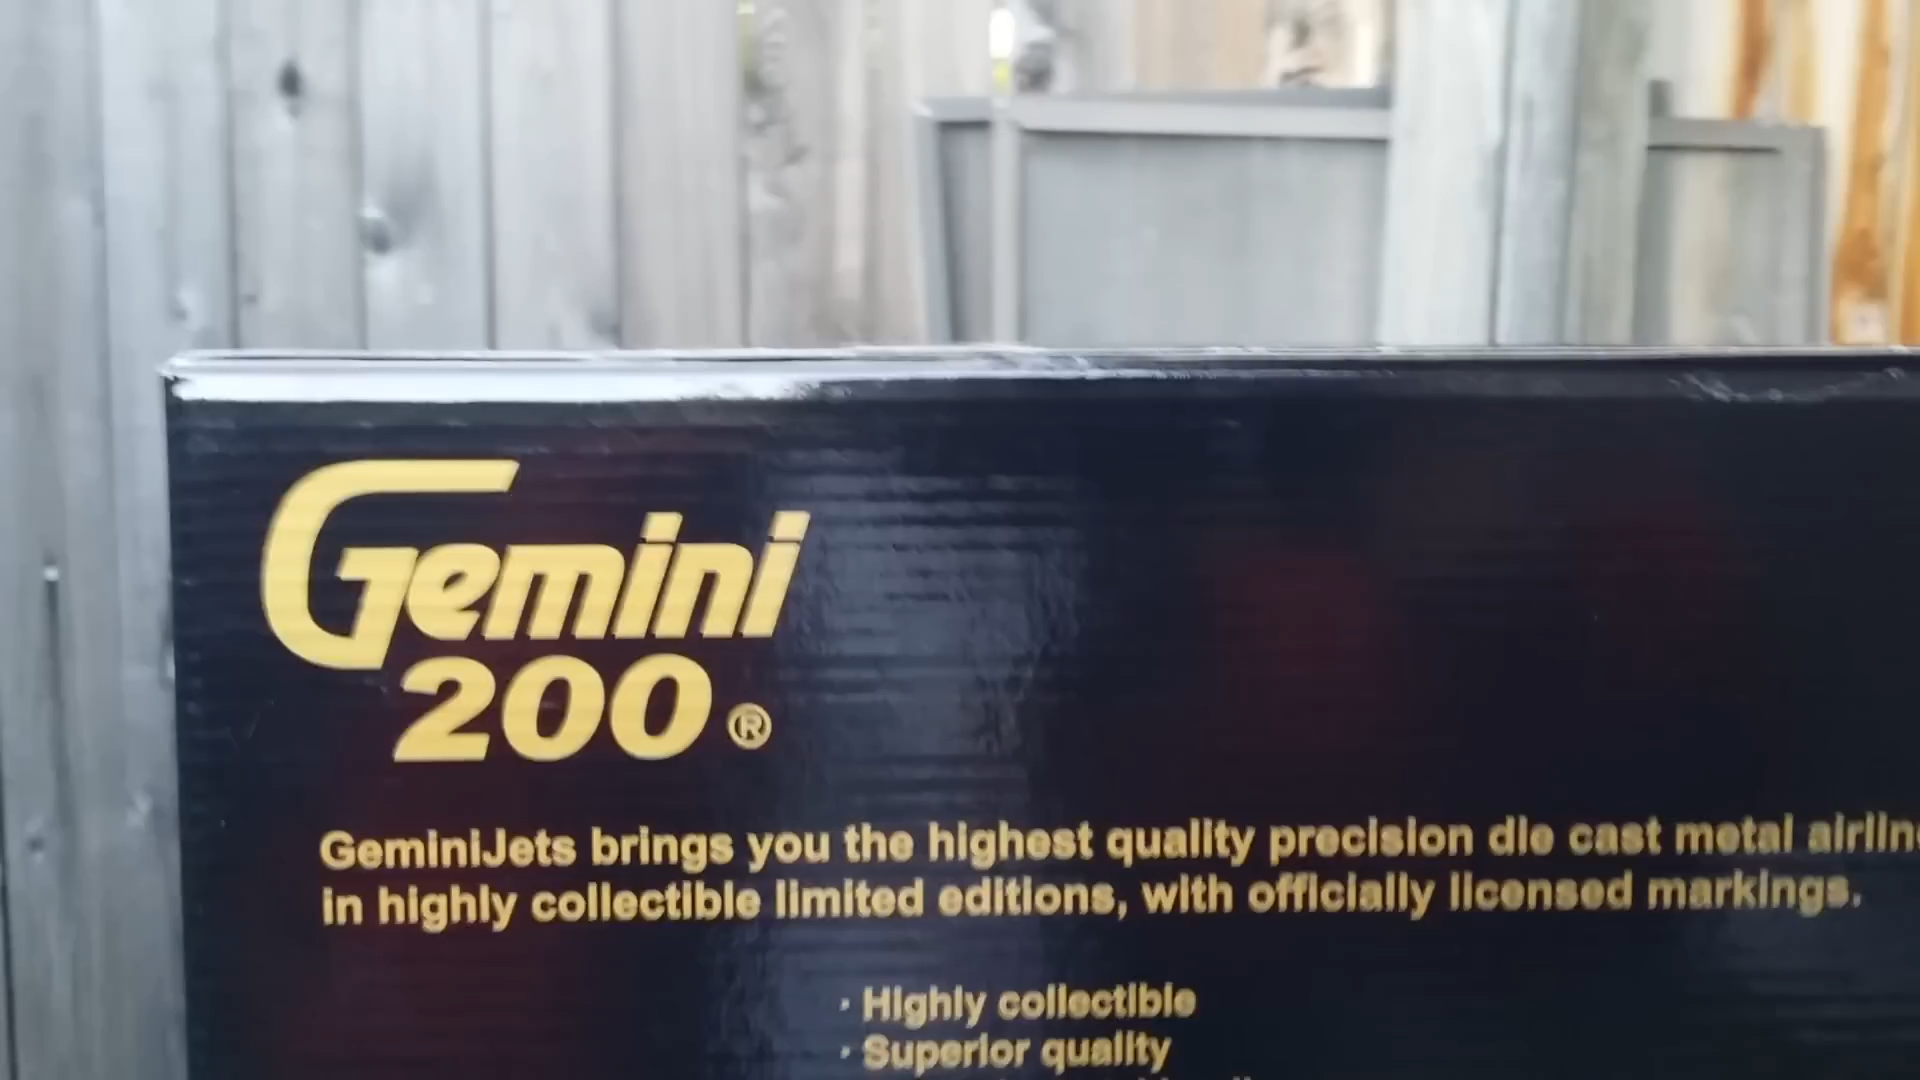 Gemini
200®
GeminiJets brings you the highest quality precision die cast metal
in highly collectible limited editions, with officially licensed markings.
· Highly collectible
· Superior quality